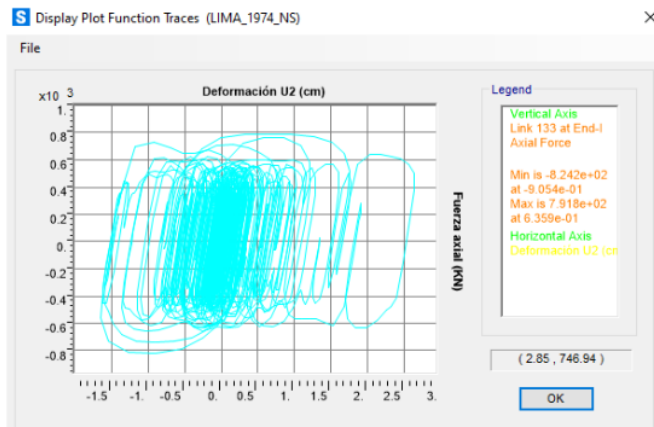 S Display Plot Function Traces (LIMA_1974_NS)
File
Legend
x10 3
Deformación U2 (cm)
1.
0.8
0.6
0.4
0.2
0.
-0.2
-0.4
-0.6
-0.8
-1.5 -1. -0.5 0. 0.5 1. 1.5 2. 2.5 3.
Fuerza axial (KN)
Vertical Axis
Link 133 at End-I
Axial Force
Min is -8.242e+02
at -9.054e-01
Max is 7.918e+02
at 6.359e-01
Horizontal Axis
Deformación U2 (cm
( 2.85 , 746.94 )
OK